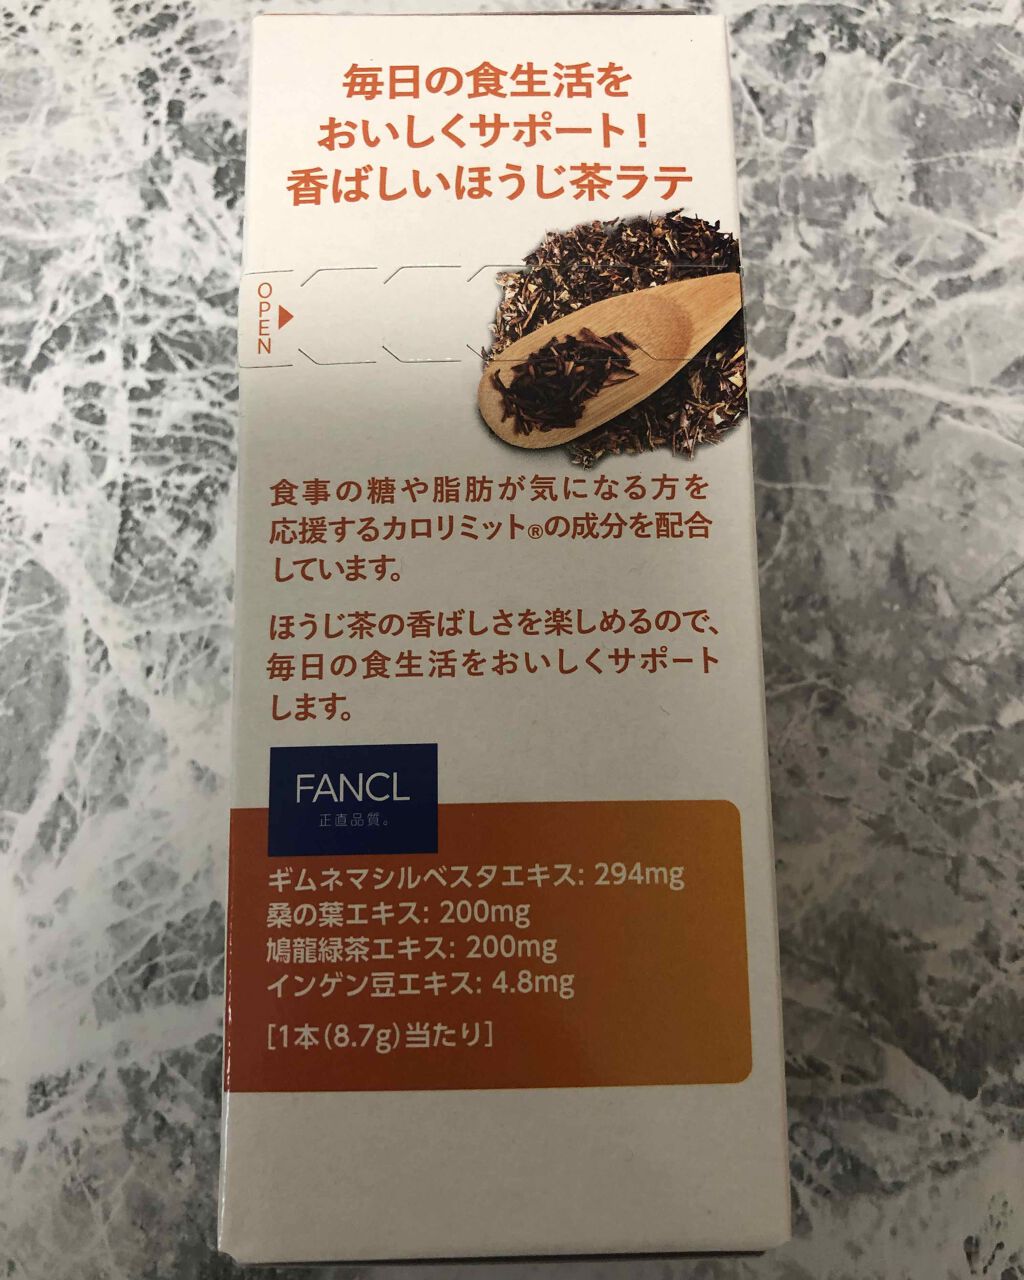 毎日の食生活を
おいしくサポート!
香ばしいほうじ茶ラテ
OPEN
食事の糖や脂肪が気になる方を
応援するカロリミット®の成分を配合
しています。
ほうじ茶の香ばしさを楽しめるので、
毎日の食生活をおいしくサポート
します。
FANCL
正直品質。
ギムネマシルベスタエキス: 294mg
桑の葉エキス: 200mg
鳩龍緑茶エキス: 200mg
インゲン豆エキス: 4.8mg
[1本(8.7g)当たり]